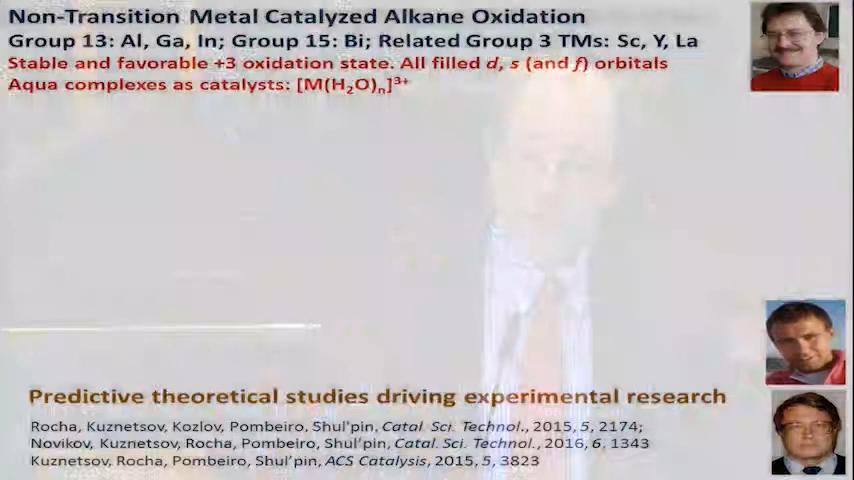 Non-Transition Metal Catalyzed Alkane Oxidation
Group 13: Al, Ga, In; Group 15: Bi; Related Group 3 TMs: Sc, Y, La
Stable and favorable +3 oxidation state. All filled d, s (and f) orbitals
Aqua complexes as catalysts: [M(H₂O)ₙ]³⁺
Predictive theoretical studies driving experimental research
Rocha, Kuznetsov, Kozlov, Pombeiro, Shul'pin, Catal. Sci. Technol., 2015, 5, 2174;
Novikov, Kuznetsov, Rocha, Pombeiro, Shul'pin, Catal. Sci. Technol., 2016, 6, 1343
Kuznetsov, Rocha, Pombeiro, Shul'pin, ACS Catalysis, 2015, 5, 3823